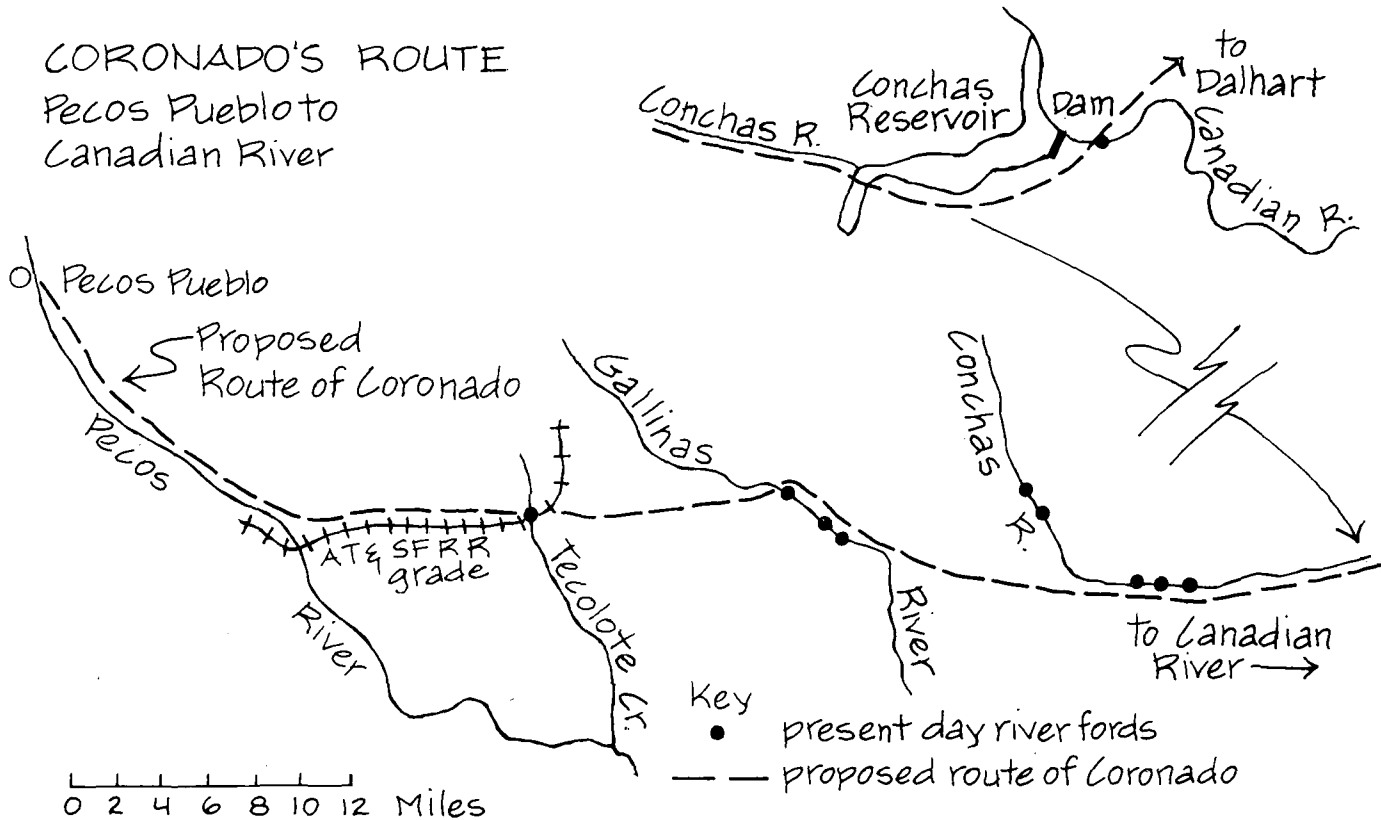 CORONADO'S ROUTE
Pecos Pueblo to
Canadian River
Conchas R.
Conchas
Reservoir
Dam
to
Dalhart
Canadian R.
Pecos Pueblo
Proposed
Route of Coronado
Pecos
River
AT& SFRR
grade
Tecolote Cr.
Gallinas
River
Conchas
R.
to Canadian
River
Key
present day river fords
proposed route of Coronado
0 2 4 6 8 10 12 Miles